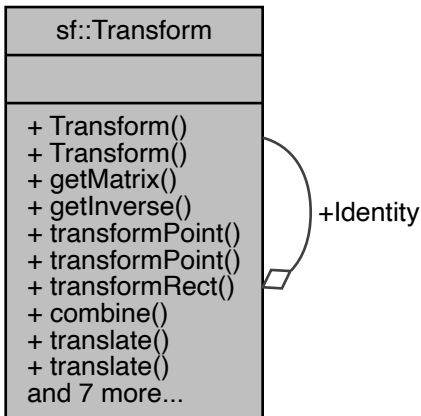 sf::Transform
+ Transform()
+ Transform()
+ getMatrix()
+ getInverse()
+ transformPoint()
+ transformPoint()
+ transformRect()
+ combine()
+ translate()
+ translate()
and 7 more...
+Identity